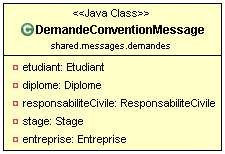 <<Java Class>>
C DemandeConventionMessage
shared.messages.demandes
etudiant: Etudiant
diplome: Diplome
responsabiliteCivile: ResponsabiliteCivile
stage: Stage
entreprise: Entreprise